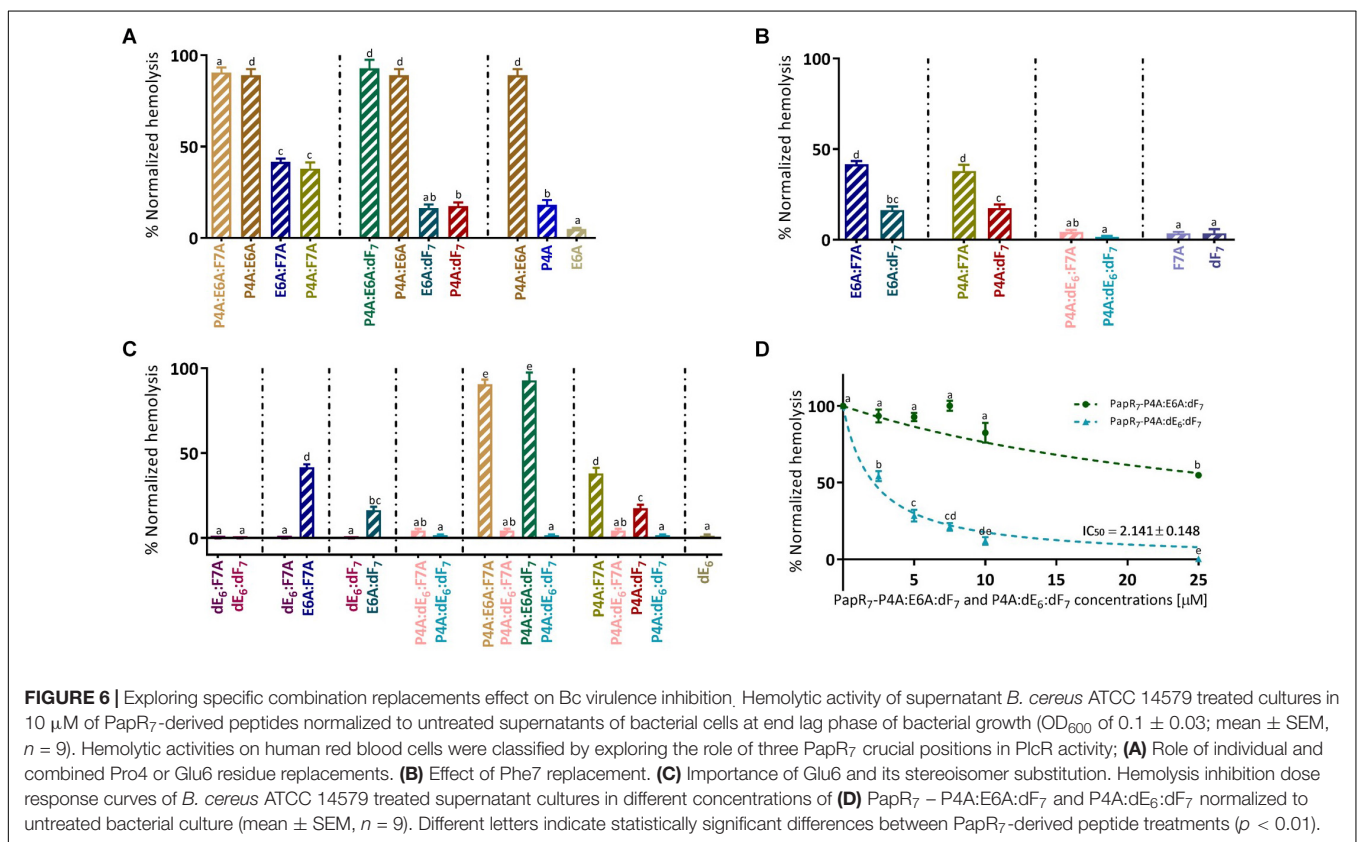 A
% Normalized hemolysis
100
50
0
a
d
c
c
d
d
ab
b
d
b
a
P4A:E6A:F7A
P4A:E6A
E6A:F7A
P4A:F7A
P4A:E6A:dF₇
P4A:E6A
E6A:dF₇
P4A:dF₇
P4A:E6A
P4A
E6A
B
% Normalized hemolysis
100
50
0
d
bc
d
c
ab
a
a
a
E6A:F7A
E6A:dF₇
P4A:F7A
P4A:dF₇
P4A:dE₆:F7A
P4A:dE₆:dF₇
F7A
dF₇
C
% Normalized hemolysis
100
50
0
a
a
a
d
a
bc
ab
a
e
ab
e
a
d
ab
c
a
a
dE₆:F7A
dE₆:dF₇
dE₆:F7A
E6A:F7A
dE₆:dF₇
E6A:dF₇
P4A:dE₆:F7A
P4A:dE₆:dF₇
P4A:E6A:F7A
P4A:dE₆:F7A
P4A:E6A:dF₇
P4A:dE₆:dF₇
P4A:F7A
P4A:dE₆:F7A
P4A:dF₇
P4A:dE₆:dF₇
dE₆
D
% Normalized hemolysis
100
50
0
a
a
a
a
a
b
b
c
cd
de
e
PapR₇-P4A:E6A:dF₇
PapR₇-P4A:dE₆:dF₇
IC₅₀ = 2.141 ± 0.148
5
10
15
20
25
PapR₇-P4A:E6A:dF₇ and P4A:dE₆:dF₇ concentrations [μM]
FIGURE 6 | Exploring specific combination replacements effect on Bc virulence inhibition. Hemolytic activity of supernatant B. cereus ATCC 14579 treated cultures in
10 μM of PapR₇-derived peptides normalized to untreated supernatants of bacterial cells at end lag phase of bacterial growth (OD₆₀₀ of 0.1 ± 0.03; mean ± SEM,
n = 9). Hemolytic activities on human red blood cells were classified by exploring the role of three PapR₇ crucial positions in PlcR activity; (A) Role of individual and
combined Pro4 or Glu6 residue replacements. (B) Effect of Phe7 replacement. (C) Importance of Glu6 and its stereoisomer substitution. Hemolysis inhibition dose
response curves of B. cereus ATCC 14579 treated supernatant cultures in different concentrations of (D) PapR₇ – P4A:E6A:dF₇ and P4A:dE₆:dF₇ normalized to
untreated bacterial culture (mean ± SEM, n = 9). Different letters indicate statistically significant differences between PapR₇-derived peptide treatments (p < 0.01).